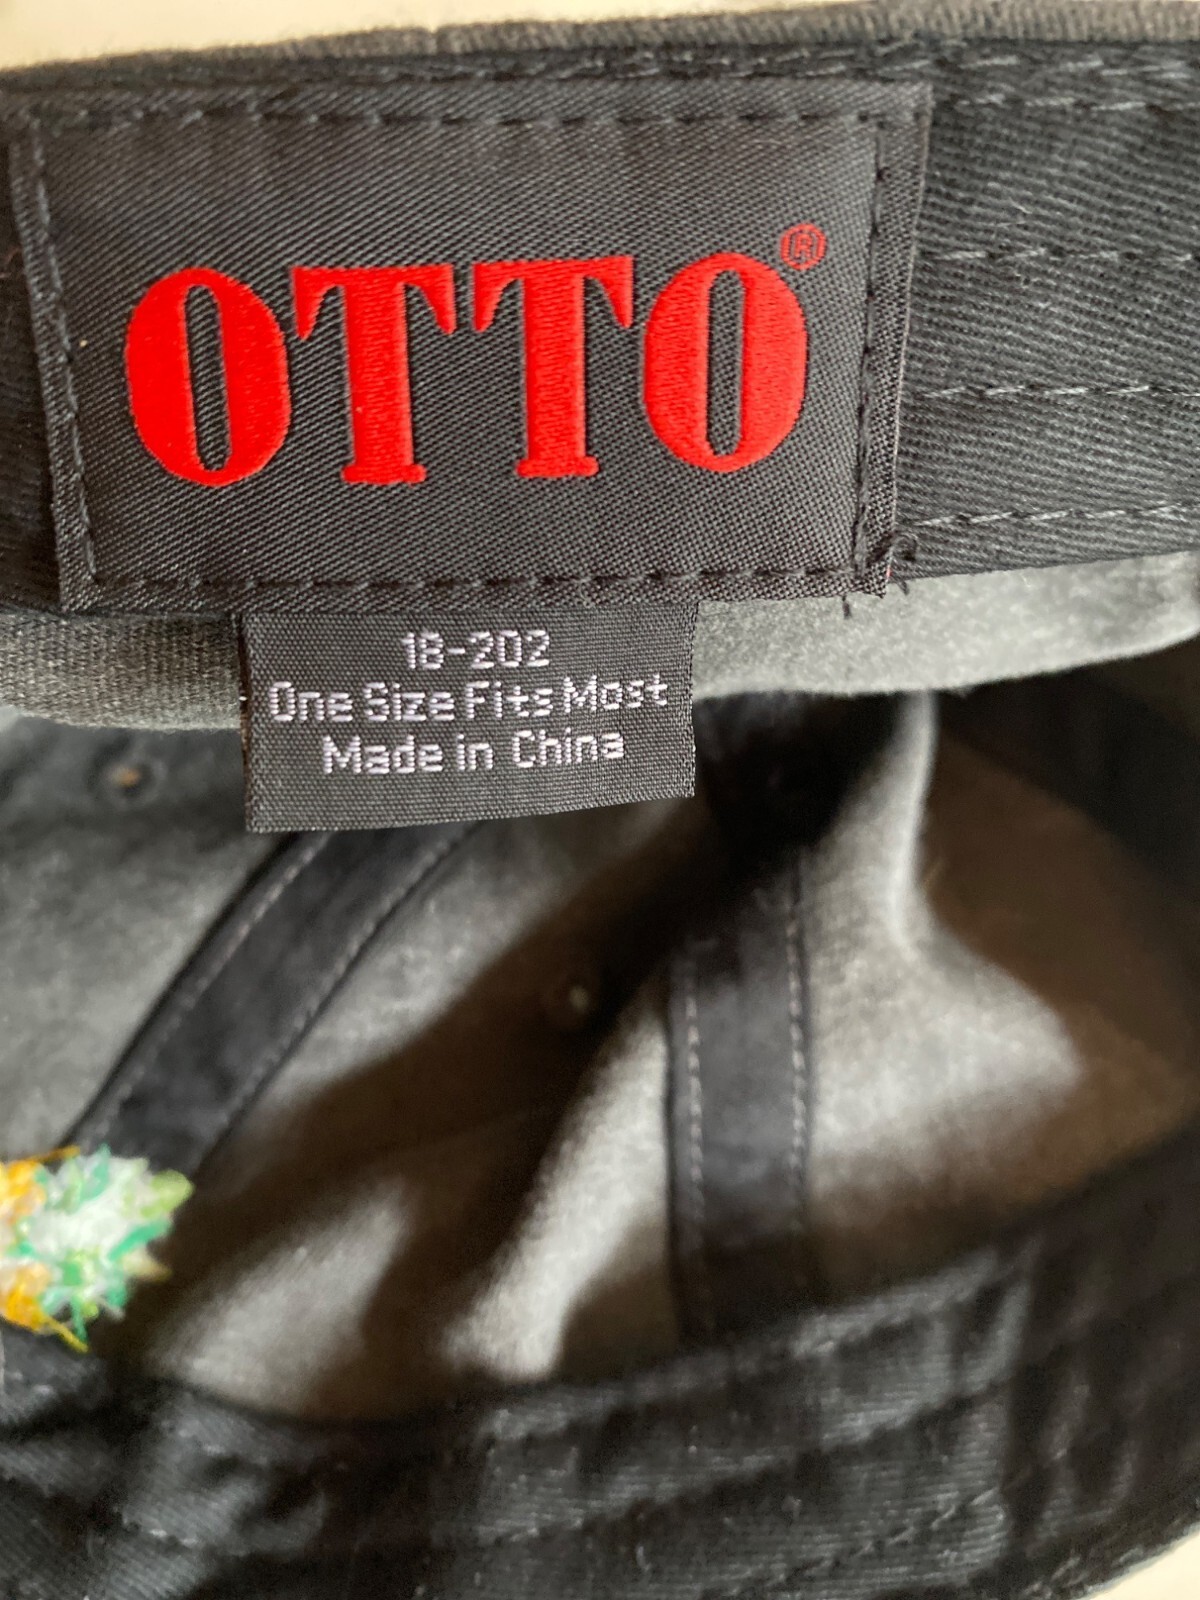 OTTO®
18-202
One Size Fits Most
Made in China